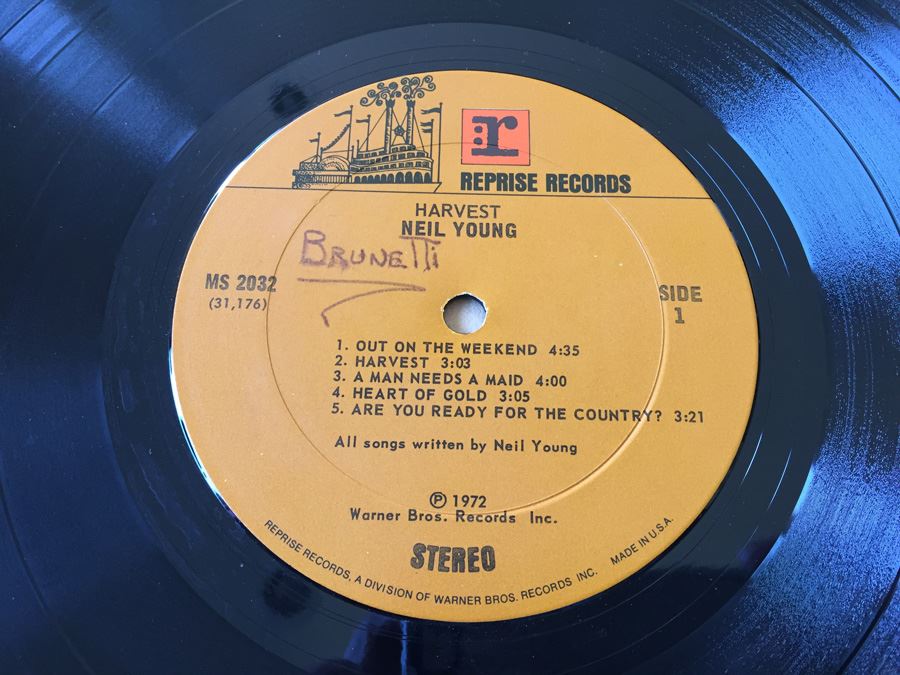 :r
REPRISE RECORDS
HARVEST
NEIL YOUNG
BRUNETTi
MS 2032
(31,176)
SIDE
1
1. OUT ON THE WEEKEND 4:35
2. HARVEST 3:03
3. A MAN NEEDS A MAID 4:00
4. HEART OF GOLD 3:05
5. ARE YOU READY FOR THE COUNTRY? 3:21
All songs written by Neil Young
Ⓟ 1972
Warner Bros. Records Inc.
STEREO
REPRISE RECORDS, A DIVISION OF WARNER BROS. RECORDS INC. MADE IN U.S.A.